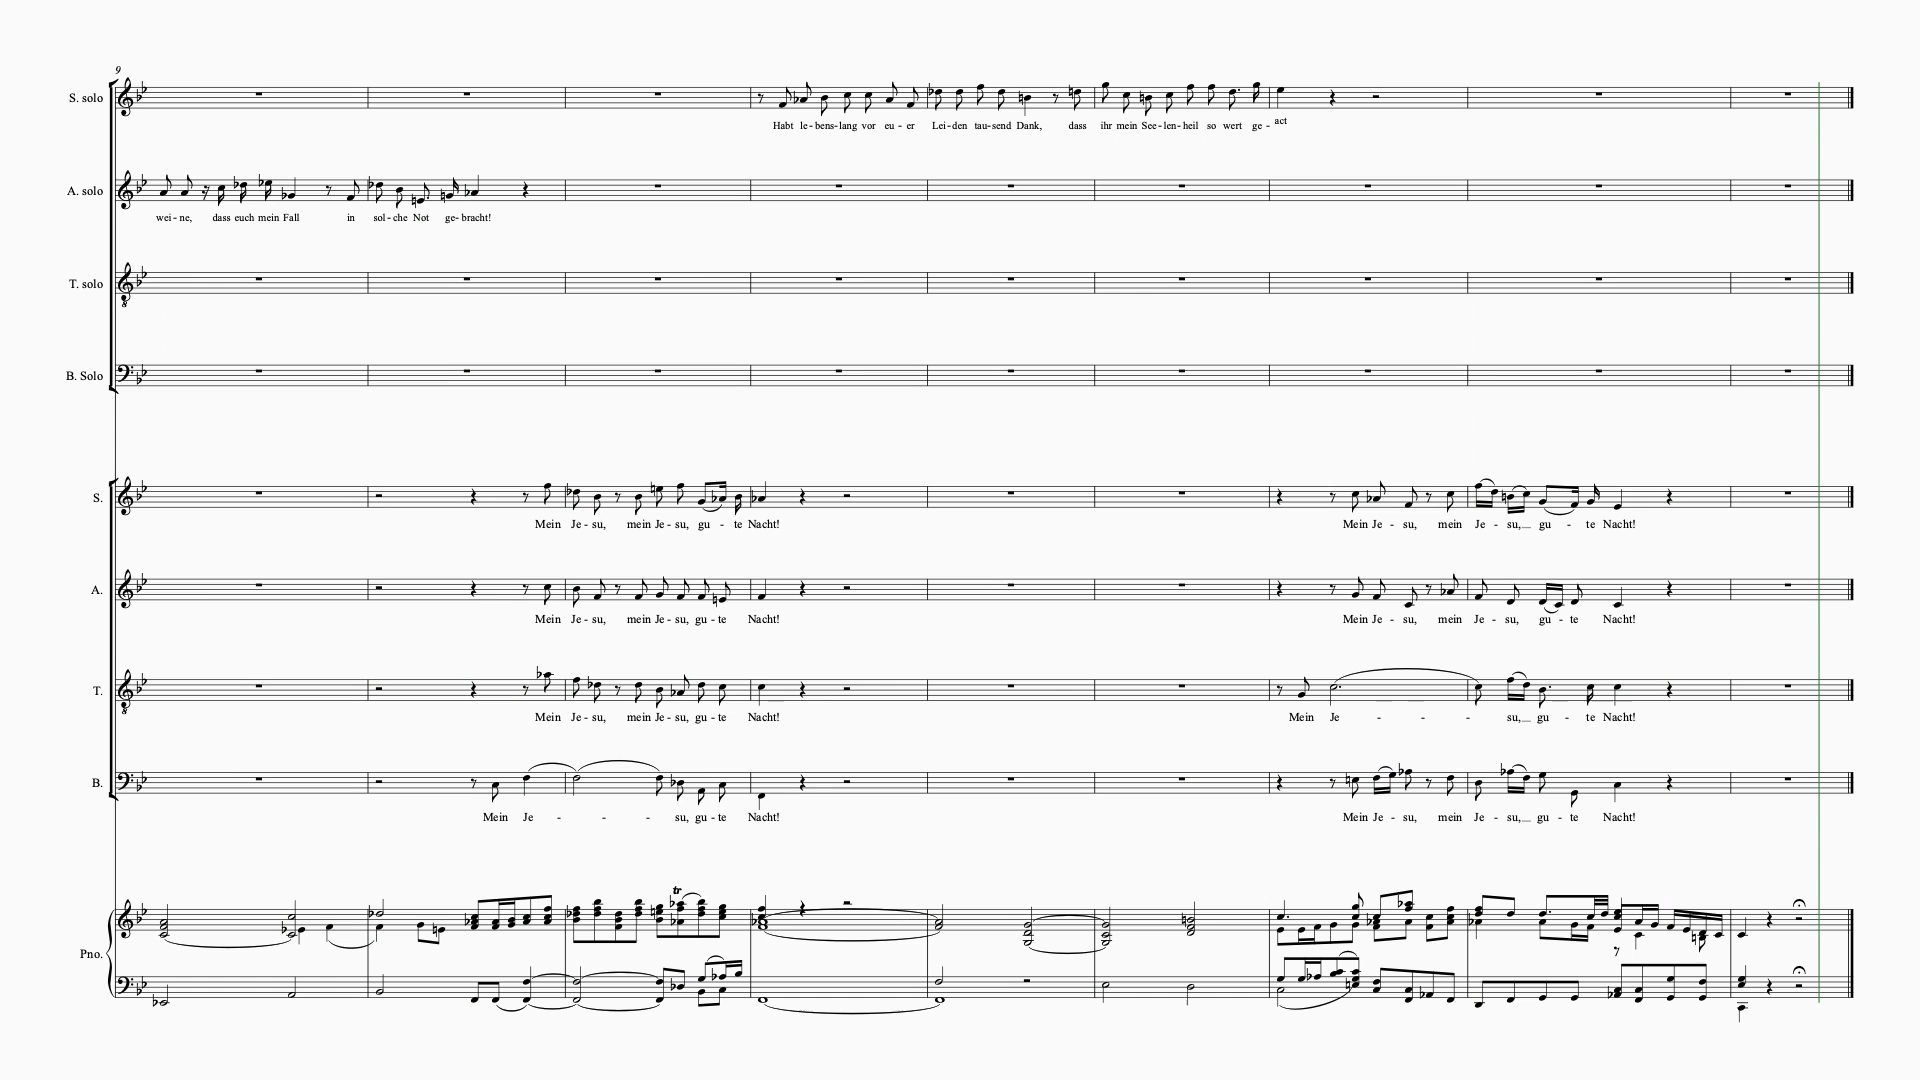 9
S. solo
Habt le-bens-lang vor eu-er Lei-den tau-send Dank, dass ihr mein See-len-heil so wert ge-act
A. solo
wei-ne, dass euch mein Fall in sol-che Not ge-bracht!
T. solo
B. Solo
S.
Mein Je-su, mein Je-su, gu-te Nacht! Mein Je-su, mein Je-su, gu-te Nacht!
A.
Mein Je-su, mein Je-su, gu-te Nacht! Mein Je-su, mein Je-su, gu-te Nacht!
T.
Mein Je-su, mein Je-su, gu-te Nacht! Mein Je-su, gu-te Nacht!
B.
Mein Je-su, gu-te Nacht! Mein Je-su, mein Je-su, gu-te Nacht!
tr
Pno.